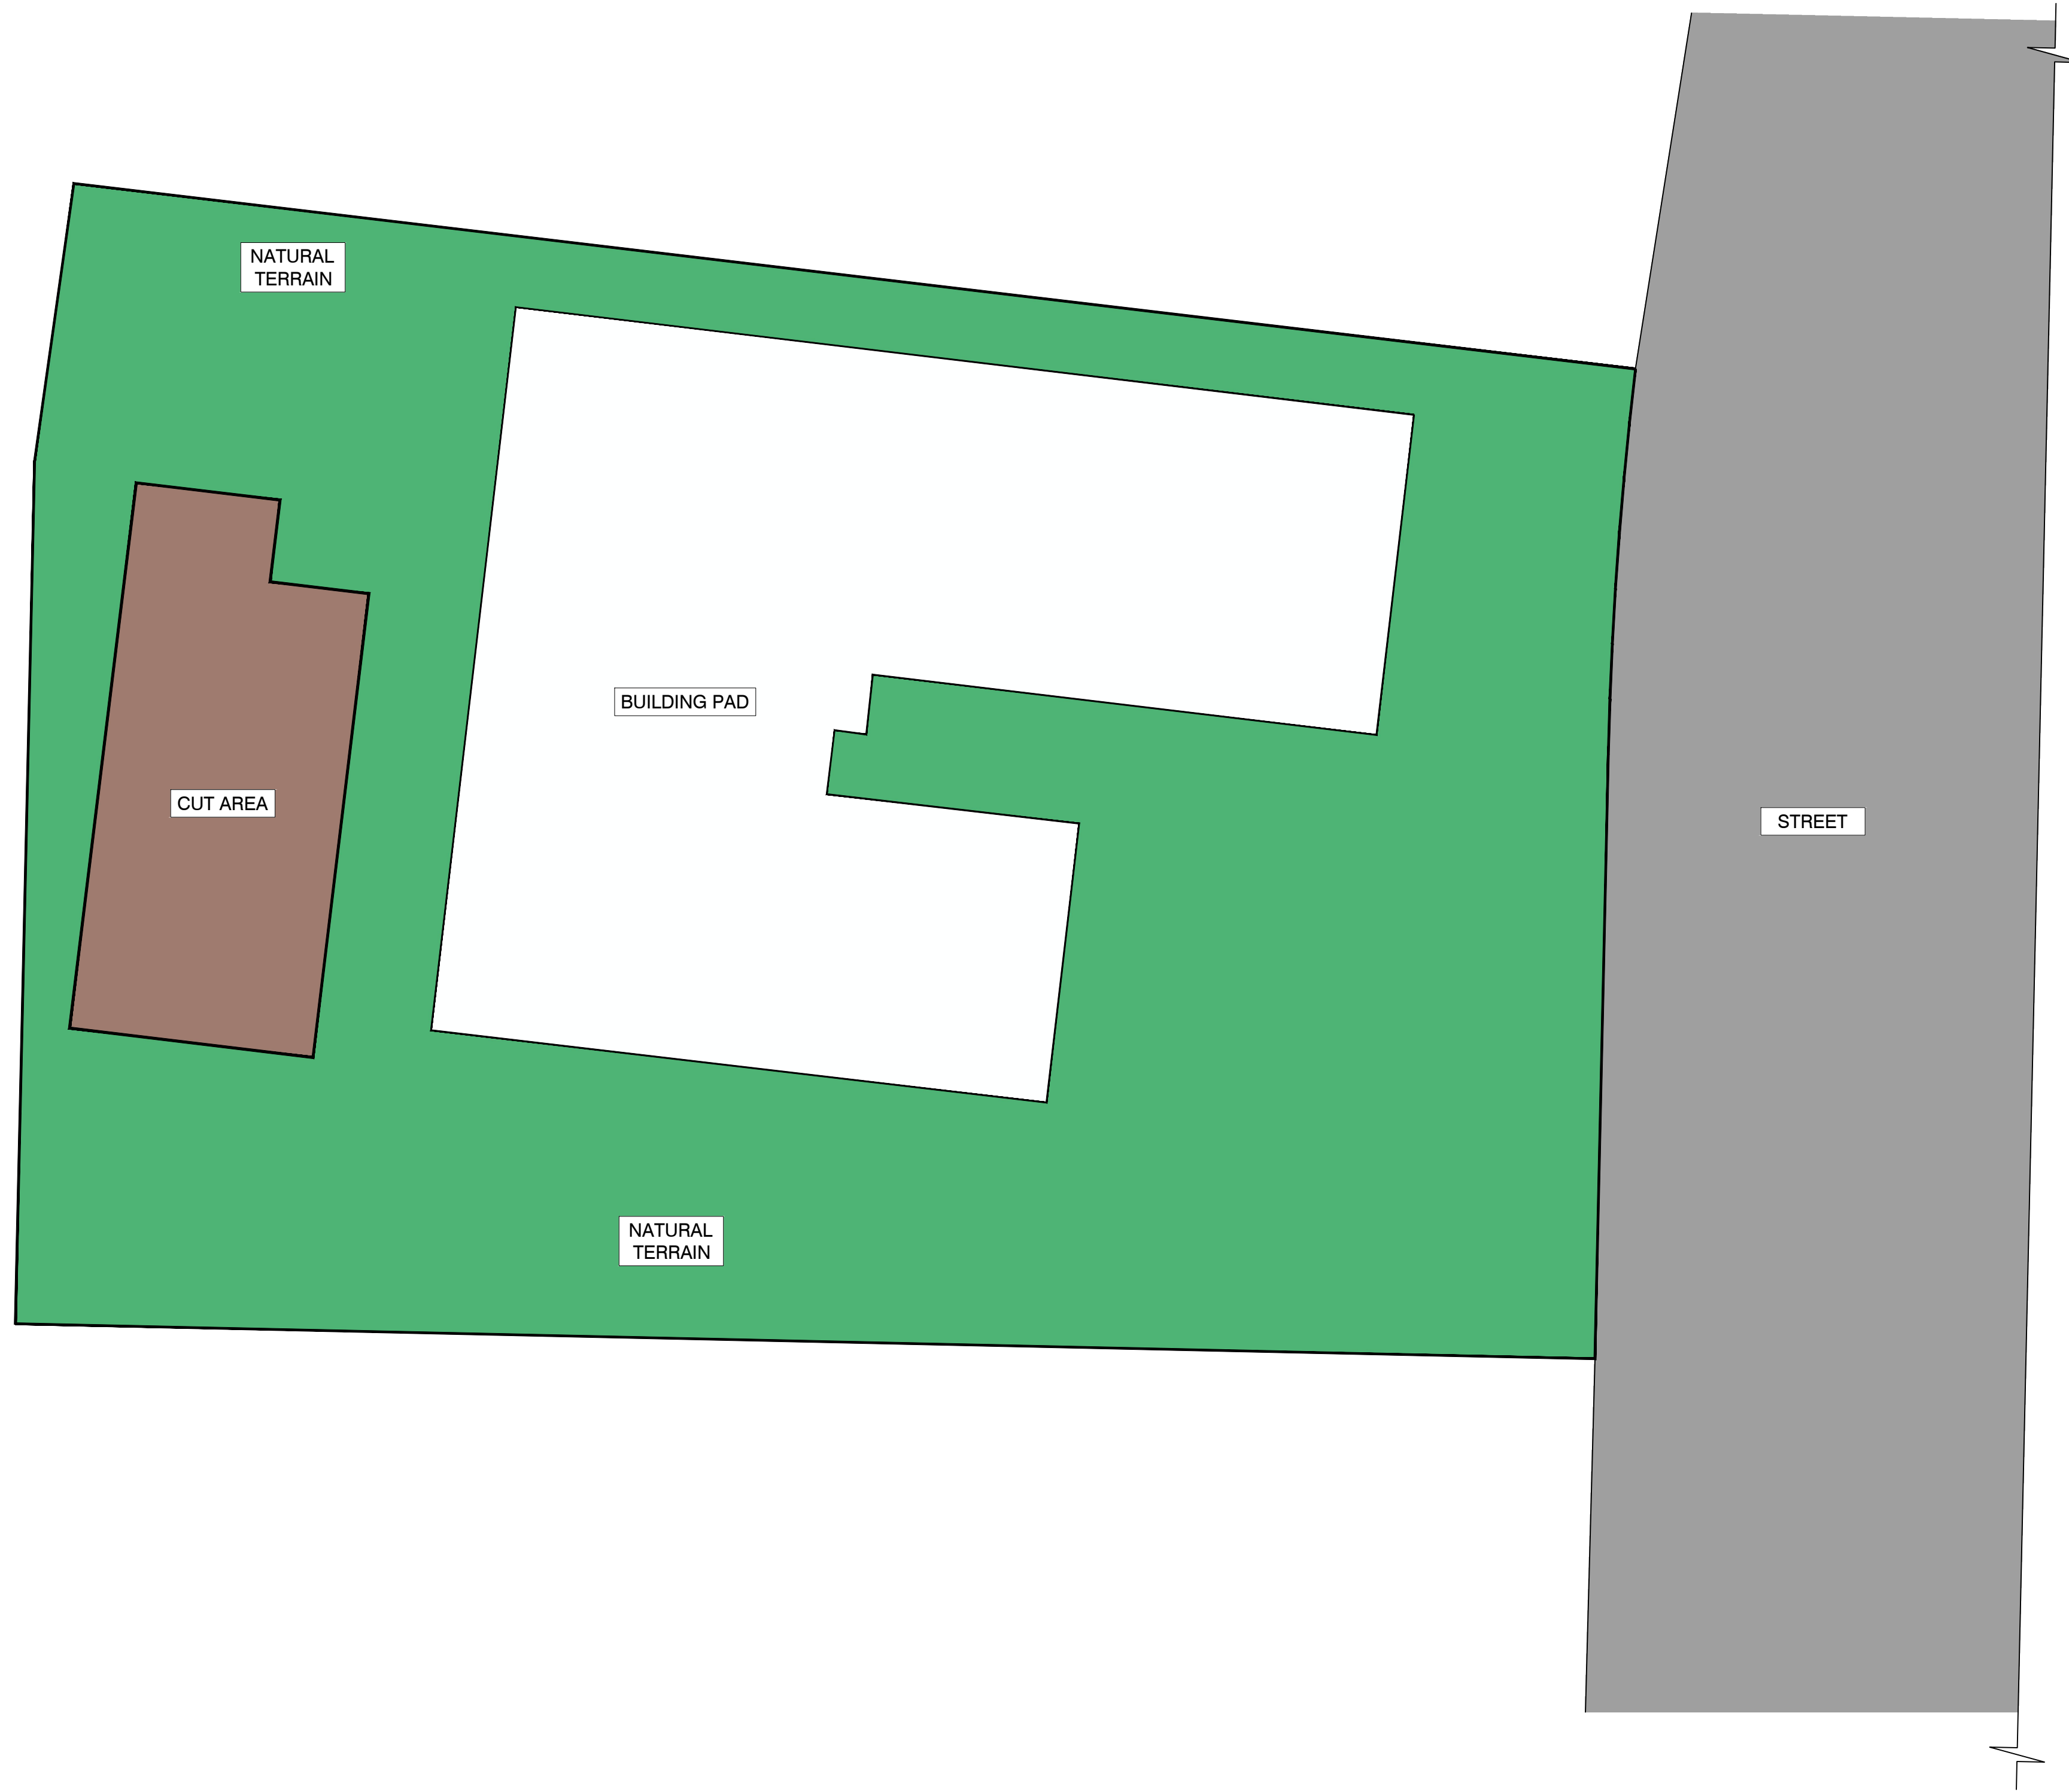 NATURAL
TERRAIN
BUILDING PAD
CUT AREA
STREET
NATURAL
TERRAIN